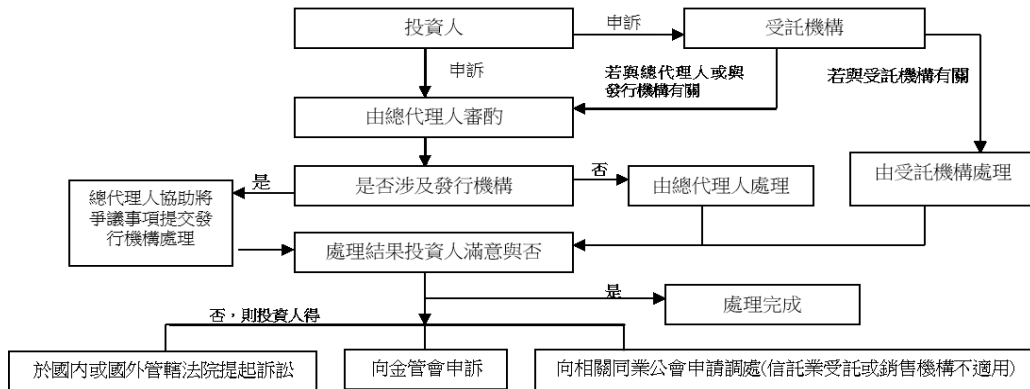 投資人
申訴
受託機構
申訴
若與總代理人或與
發行機構有關
若與受託機構有關
由總代理人審酌
是
是否涉及發行機構
否
由總代理人處理
由受託機構處理
總代理人協助將
爭議事項提交發
行機構處理
處理結果投資人滿意與否
是
處理完成
否，則投資人得
於國內或國外管轄法院提起訴訟
向金管會申訴
向相關同業公會申請調處(信託業受託或銷售機構不適用)